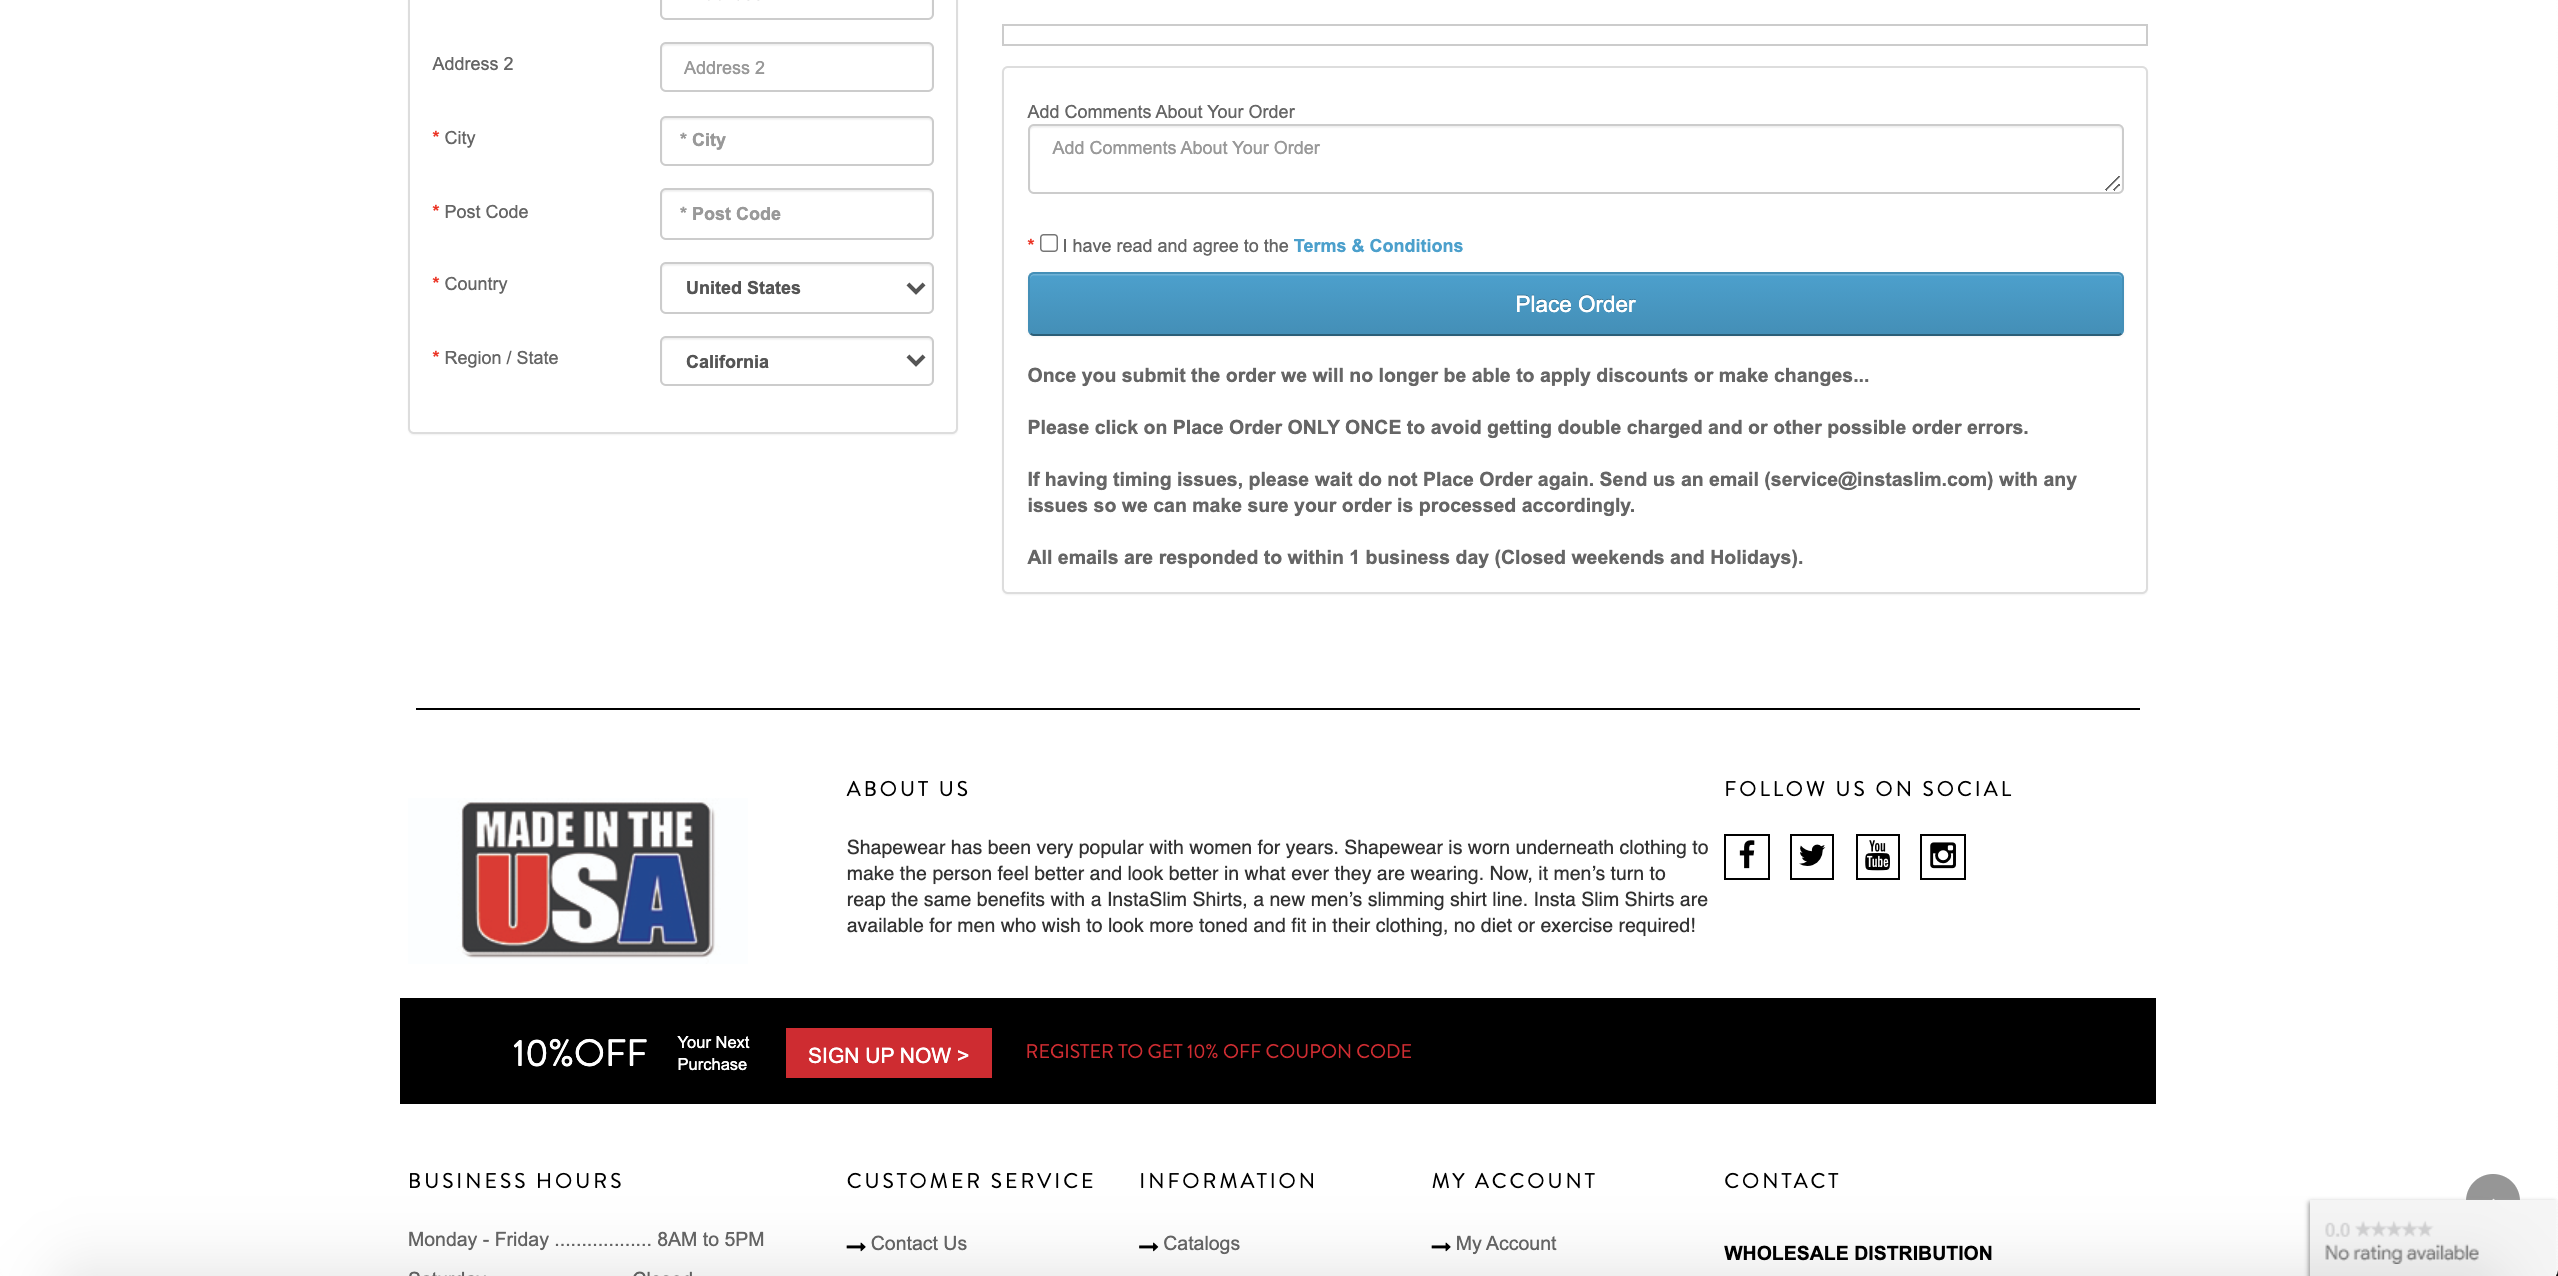 Address 2
Address 2
* City
* City
* Post Code
* Post Code
* Country
United States
* Region / State
California
Add Comments About Your Order
Add Comments About Your Order
* I have read and agree to the Terms & Conditions
Place Order
Once you submit the order we will no longer be able to apply discounts or make changes...
Please click on Place Order ONLY ONCE to avoid getting double charged and or other possible order errors.
If having timing issues, please wait do not Place Order again. Send us an email (service@instaslim.com) with any
issues so we can make sure your order is processed accordingly.
All emails are responded to within 1 business day (Closed weekends and Holidays).
MADE IN THE
USA
ABOUT US
Shapewear has been very popular with women for years. Shapewear is worn underneath clothing to
make the person feel better and look better in what ever they are wearing. Now, it men’s turn to
reap the same benefits with a InstaSlim Shirts, a new men’s slimming shirt line. Insta Slim Shirts are
available for men who wish to look more toned and fit in their clothing, no diet or exercise required!
FOLLOW US ON SOCIAL
You
Tube
10%OFF
Your Next
Purchase
SIGN UP NOW >
REGISTER TO GET 10% OFF COUPON CODE
BUSINESS HOURS
Monday - Friday .................. 8AM to 5PM
CUSTOMER SERVICE
Contact Us
INFORMATION
Catalogs
MY ACCOUNT
My Account
CONTACT
WHOLESALE DISTRIBUTION
0.0 ★★★★★
No rating available